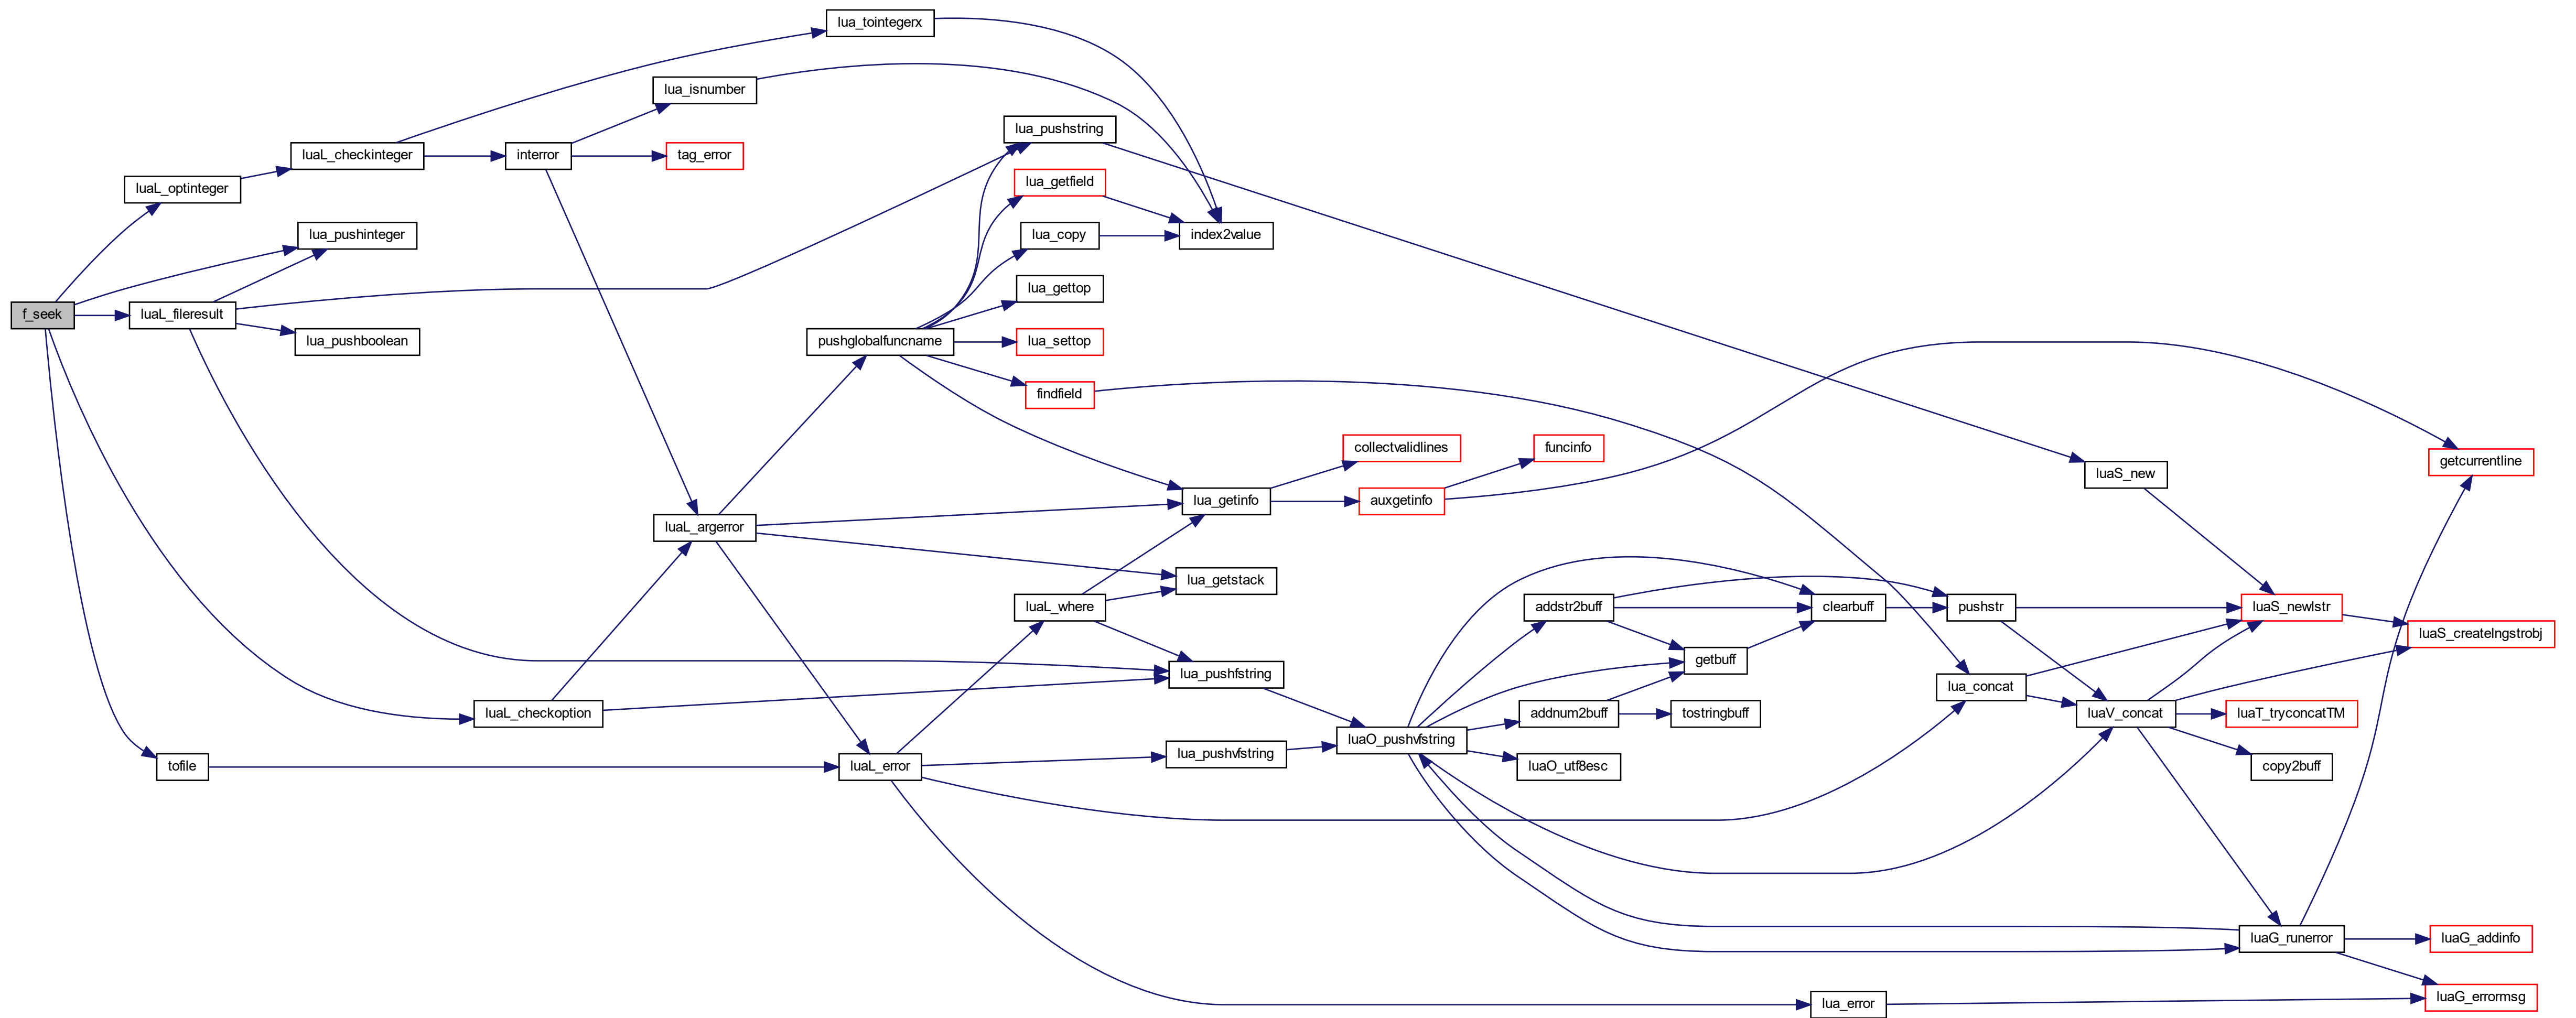 lua_tointegerx
lua_isnumber
lua_pushstring
luaL_checkinteger
interror
tag_error
lua_getfield
luaL_optinteger
lua_pushinteger
lua_copy
index2value
lua_gettop
f_seek
luaL_fileresult
lua_pushboolean
pushglobalfuncname
lua_settop
findfield
collectvalidlines
funcinfo
getcurrentline
luaS_new
lua_getinfo
auxgetinfo
luaL_argerror
lua_getstack
luaL_where
addstr2buff
clearbuff
pushstr
luaS_newlstr
luaS_createlngstrobj
getbuff
lua_pushfstring
lua_concat
luaL_checkoption
addnum2buff
tostringbuff
luaV_concat
luaT_tryconcatTM
luaO_pushvfstring
lua_pushvfstring
tofile
luaL_error
luaO_utf8esc
copy2buff
luaG_runerror
luaG_addinfo
luaG_errormsg
lua_error